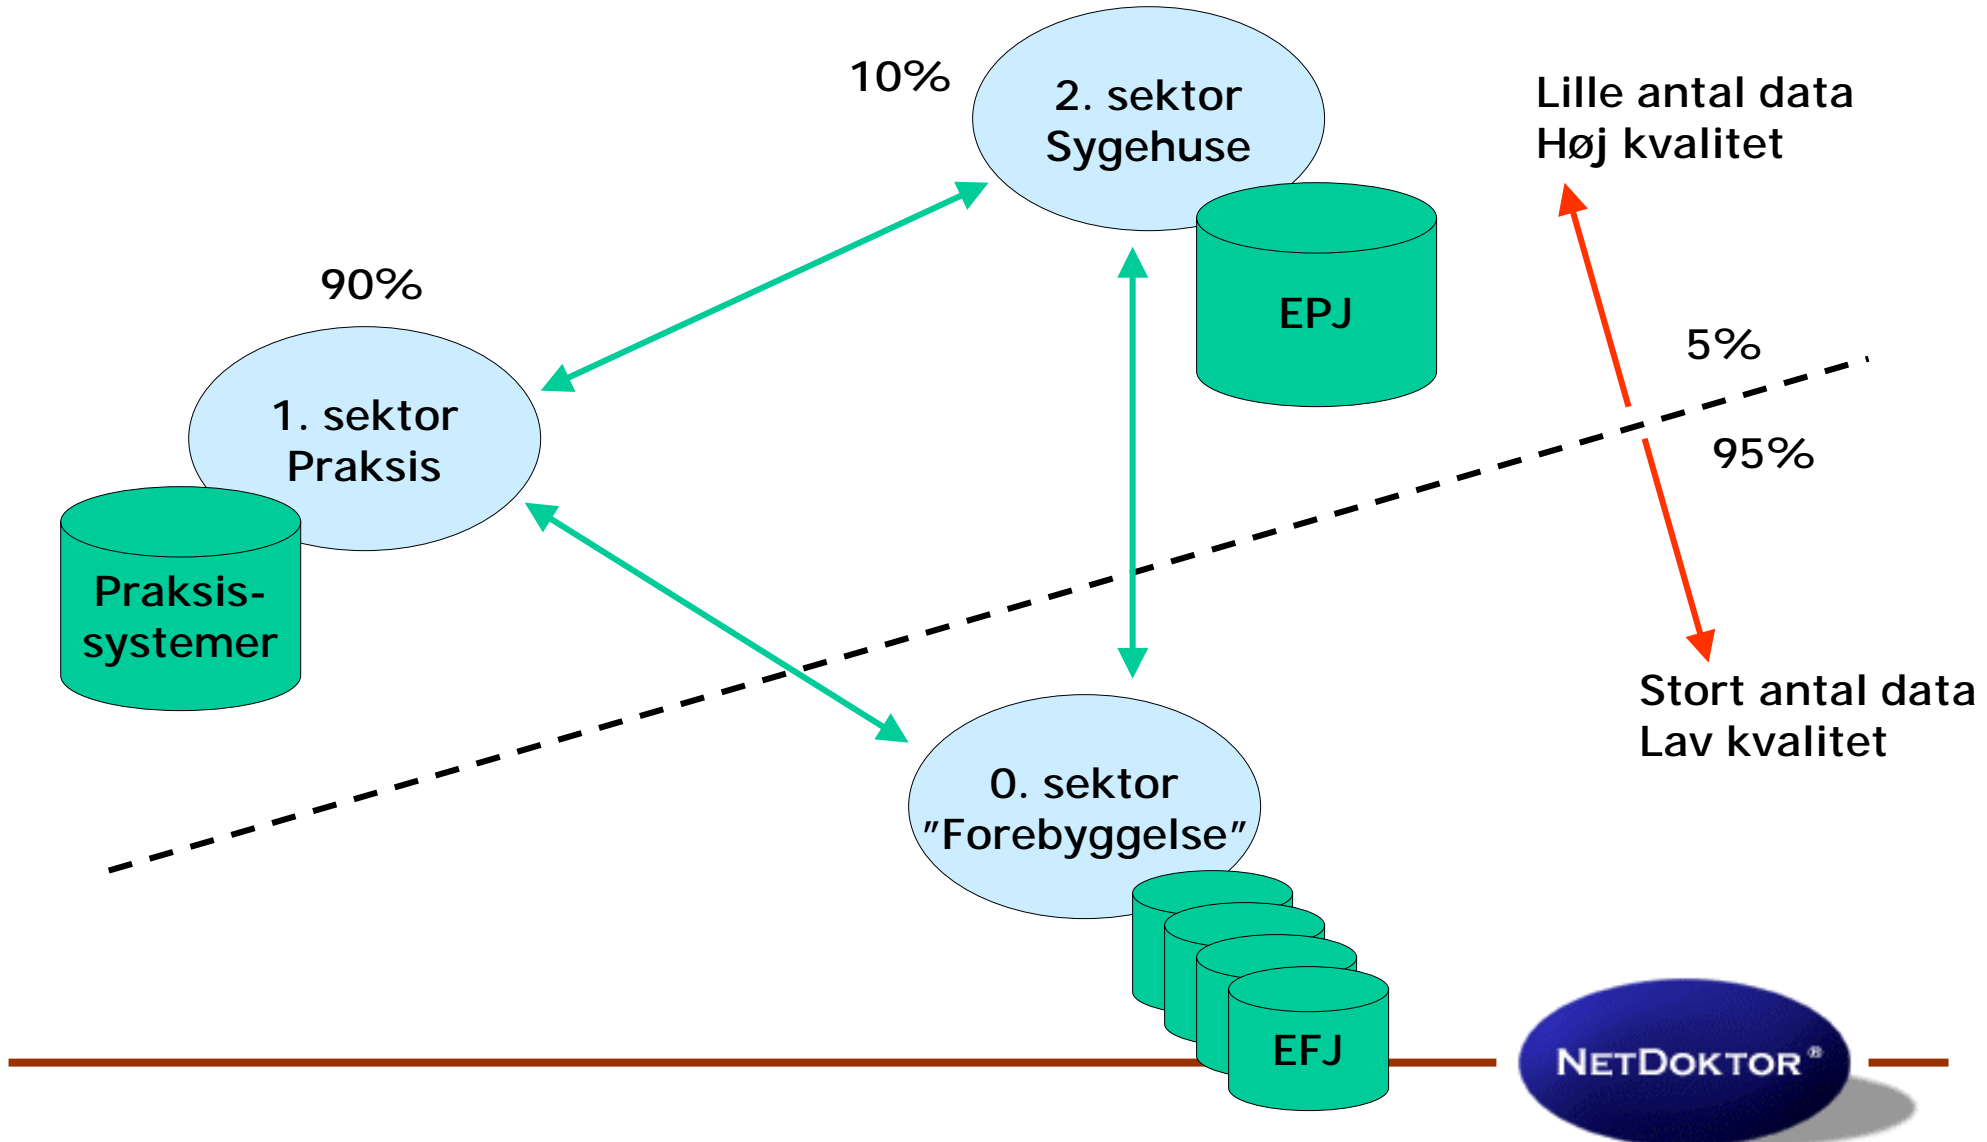 10%
2. sektor
Sygehuse
Lille antal data
Høj kvalitet
90%
EPJ
5%
1. sektor
Praksis
95%
Praksis-
systemer
Stort antal data
Lav kvalitet
0. sektor
"Forebyggelse"
EFJ
NETDOKTOR®